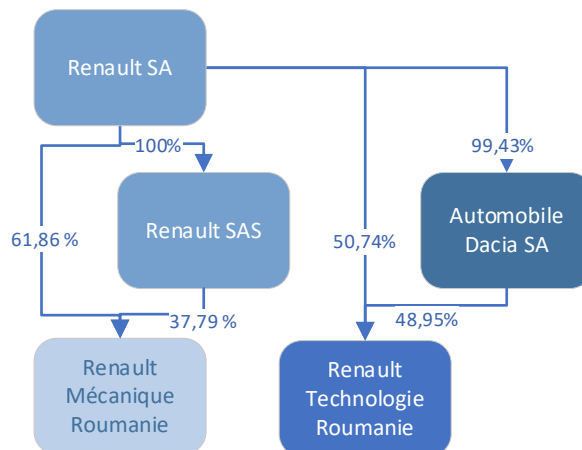 Renault SA
100%
99,43%
Renault SAS
Automobile
Dacia SA
61,86 %
50,74%
37,79 %
48,95%
Renault
Mécanique
Roumanie
Renault
Technologie
Roumanie